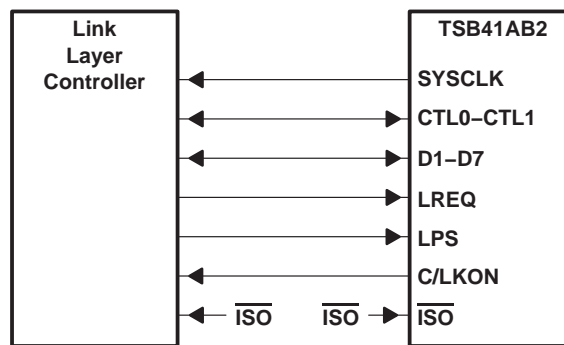 Link
Layer
Controller
TSB41AB2
SYSCLK
CTL0–CTL1
D1–D7
LREQ
LPS
C/LKON
ISO ISO ISO